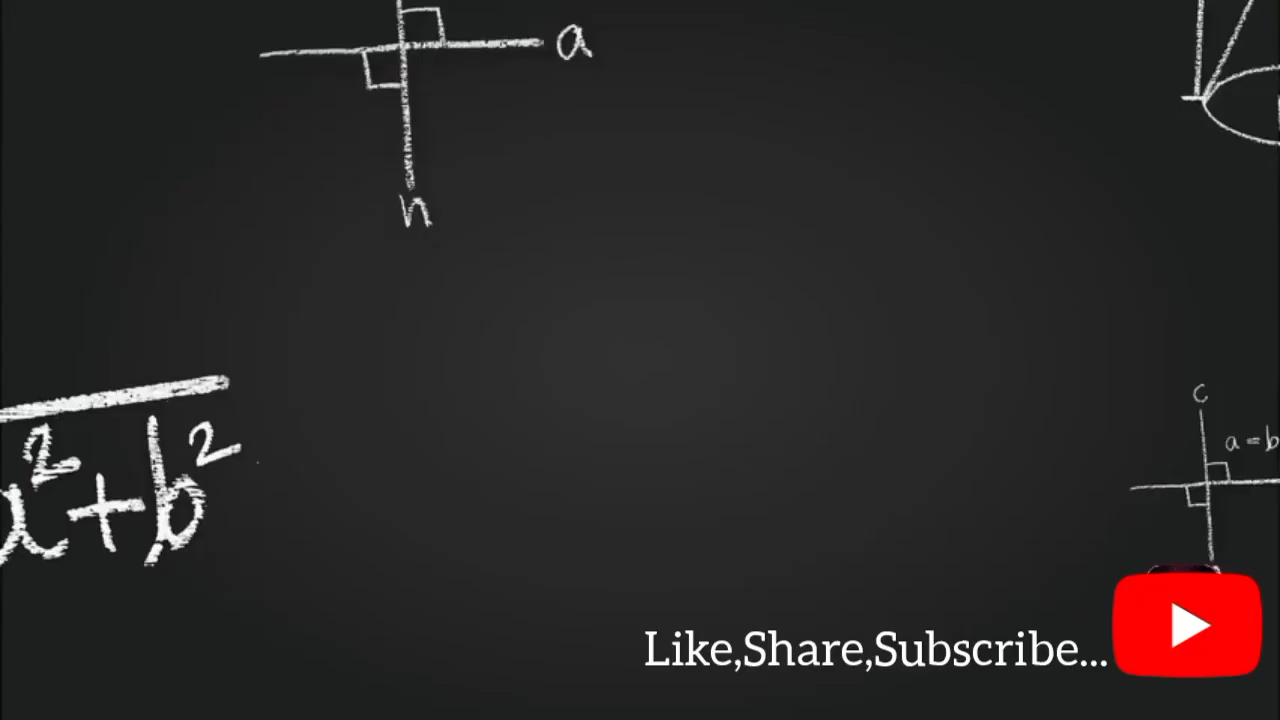 a
n
c
a = b
a² + b²
Like,Share,Subscribe...